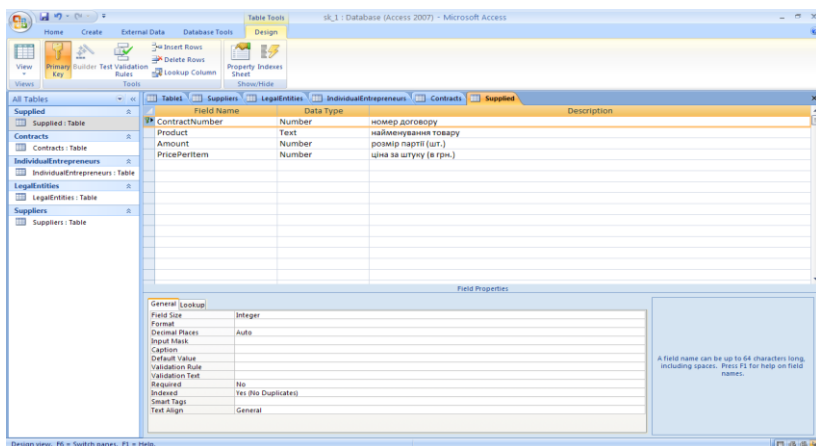 Table Tools
sk_1 : Database (Access 2007) - Microsoft Access
Home Create External Data Database Tools Design
View
Primary Key
Builder
Test Validation Rules
Insert Rows
Delete Rows
Lookup Column
Property Sheet
Indexes
Views Tools Show/Hide
All Tables
Supplied
Supplied : Table
Contracts
Contracts : Table
IndividualEntrepreneurs
IndividualEntrepreneurs : Table
LegalEntities
LegalEntities : Table
Suppliers
Suppliers : Table
Table1 Suppliers LegalEntities IndividualEntrepreneurs Contracts Supplied
Field Name Data Type Description
ContractNumber Number номер договору
Product Text найменування товару
Amount Number розмір партії (шт.)
PricePerItem Number ціна за штуку (в грн.)
Field Properties
General Lookup
Field Size Integer
Format
Decimal Places Auto
Input Mask
Caption
Default Value
Validation Rule
Validation Text
Required No
Indexed Yes (No Duplicates)
Smart Tags
Text Align General
A field name can be up to 64 characters long,
including spaces. Press F1 for help on field
names.
Design view. F6 = Switch panes. F1 = Help.